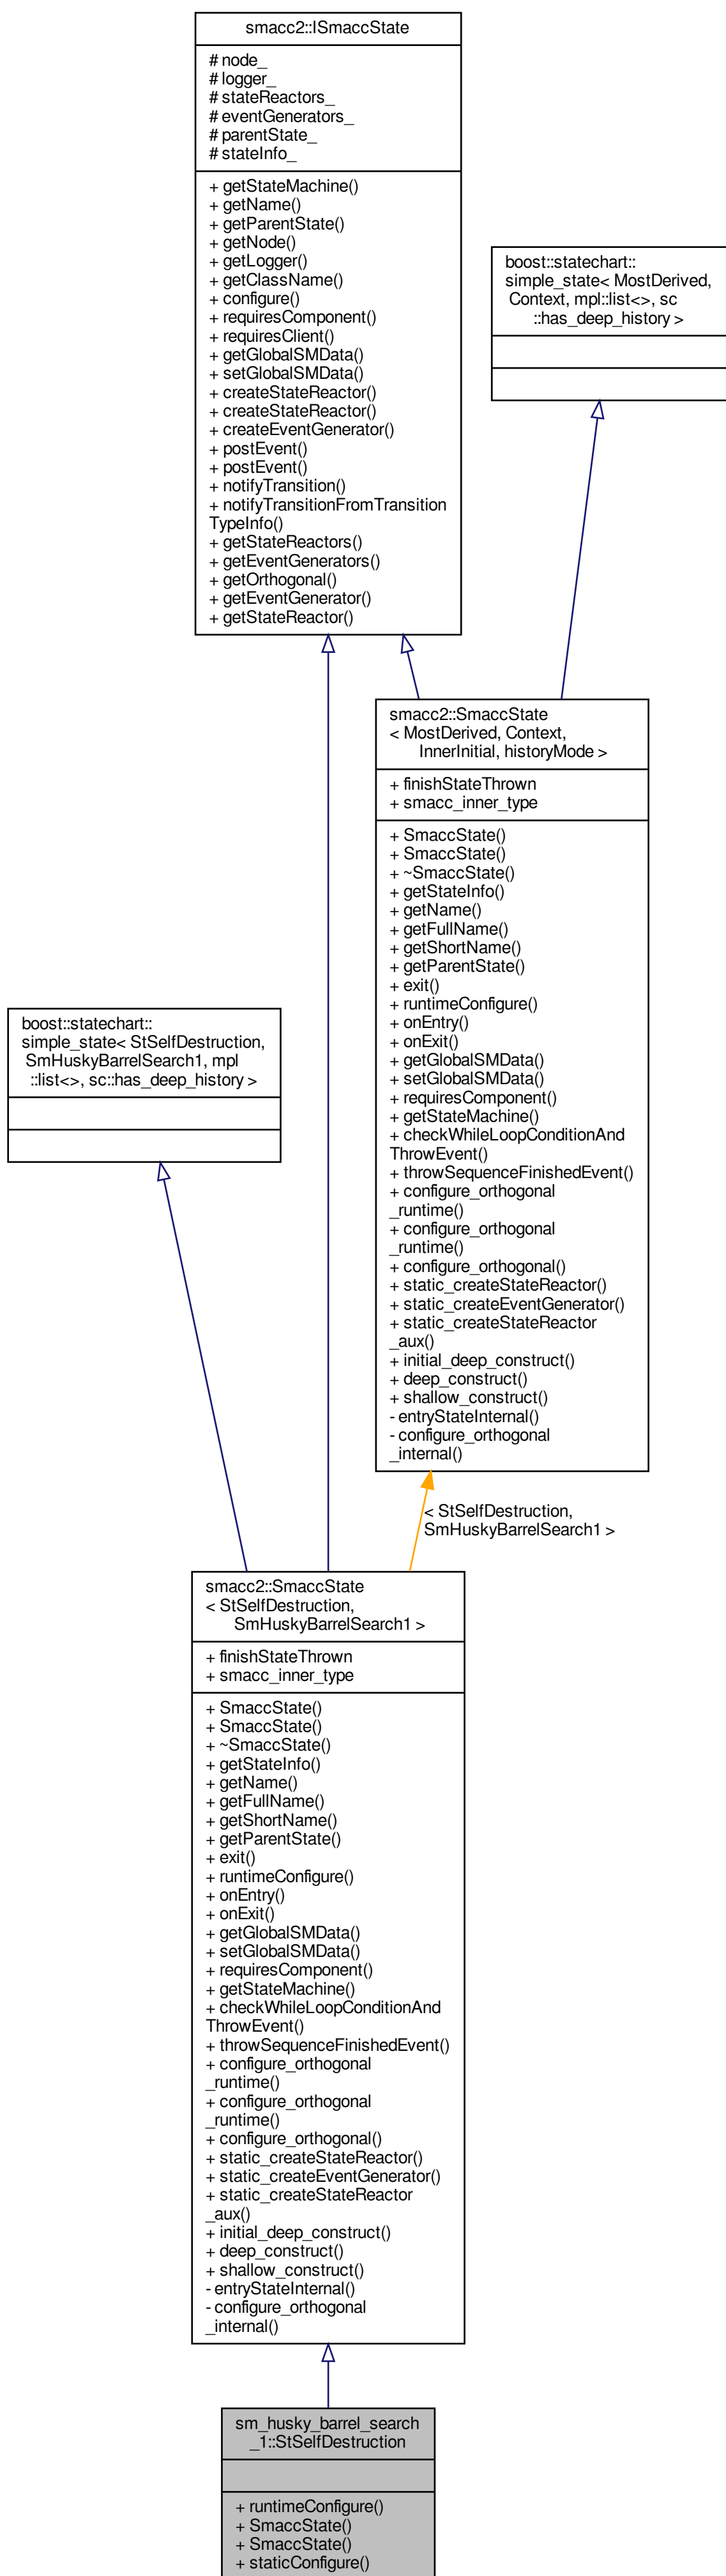 smacc2::ISmaccState
# node_
# logger_
# stateReactors_
# eventGenerators_
# parentState_
# stateInfo_
+ getStateMachine()
+ getName()
+ getParentState()
+ getNode()
+ getLogger()
+ getClassName()
+ configure()
+ requiresComponent()
+ requiresClient()
+ getGlobalSMData()
+ setGlobalSMData()
+ createStateReactor()
+ createStateReactor()
+ createEventGenerator()
+ postEvent()
+ postEvent()
+ notifyTransition()
+ notifyTransitionFromTransition
TypeInfo()
+ getStateReactors()
+ getEventGenerators()
+ getOrthogonal()
+ getEventGenerator()
+ getStateReactor()
boost::statechart::
simple_state< MostDerived,
Context, mpl::list<>, sc
::has_deep_history >
smacc2::SmaccState
< MostDerived, Context,
InnerInitial, historyMode >
+ finishStateThrown
+ smacc_inner_type
+ SmaccState()
+ SmaccState()
+ ~SmaccState()
+ getStateInfo()
+ getName()
+ getFullName()
+ getShortName()
+ getParentState()
+ exit()
+ runtimeConfigure()
+ onEntry()
+ onExit()
+ getGlobalSMData()
+ setGlobalSMData()
+ requiresComponent()
+ getStateMachine()
+ checkWhileLoopConditionAnd
ThrowEvent()
+ throwSequenceFinishedEvent()
+ configure_orthogonal
_runtime()
+ configure_orthogonal
_runtime()
+ configure_orthogonal()
+ static_createStateReactor()
+ static_createEventGenerator()
+ static_createStateReactor
_aux()
+ initial_deep_construct()
+ deep_construct()
+ shallow_construct()
- entryStateInternal()
- configure_orthogonal
_internal()
boost::statechart::
simple_state< StSelfDestruction,
SmHuskyBarrelSearch1, mpl
::list<>, sc::has_deep_history >
< StSelfDestruction,
SmHuskyBarrelSearch1 >
smacc2::SmaccState
< StSelfDestruction,
SmHuskyBarrelSearch1 >
+ finishStateThrown
+ smacc_inner_type
+ SmaccState()
+ SmaccState()
+ ~SmaccState()
+ getStateInfo()
+ getName()
+ getFullName()
+ getShortName()
+ getParentState()
+ exit()
+ runtimeConfigure()
+ onEntry()
+ onExit()
+ getGlobalSMData()
+ setGlobalSMData()
+ requiresComponent()
+ getStateMachine()
+ checkWhileLoopConditionAnd
ThrowEvent()
+ throwSequenceFinishedEvent()
+ configure_orthogonal
_runtime()
+ configure_orthogonal
_runtime()
+ configure_orthogonal()
+ static_createStateReactor()
+ static_createEventGenerator()
+ static_createStateReactor
_aux()
+ initial_deep_construct()
+ deep_construct()
+ shallow_construct()
- entryStateInternal()
- configure_orthogonal
_internal()
sm_husky_barrel_search
_1::StSelfDestruction
+ runtimeConfigure()
+ SmaccState()
+ SmaccState()
+ staticConfigure()